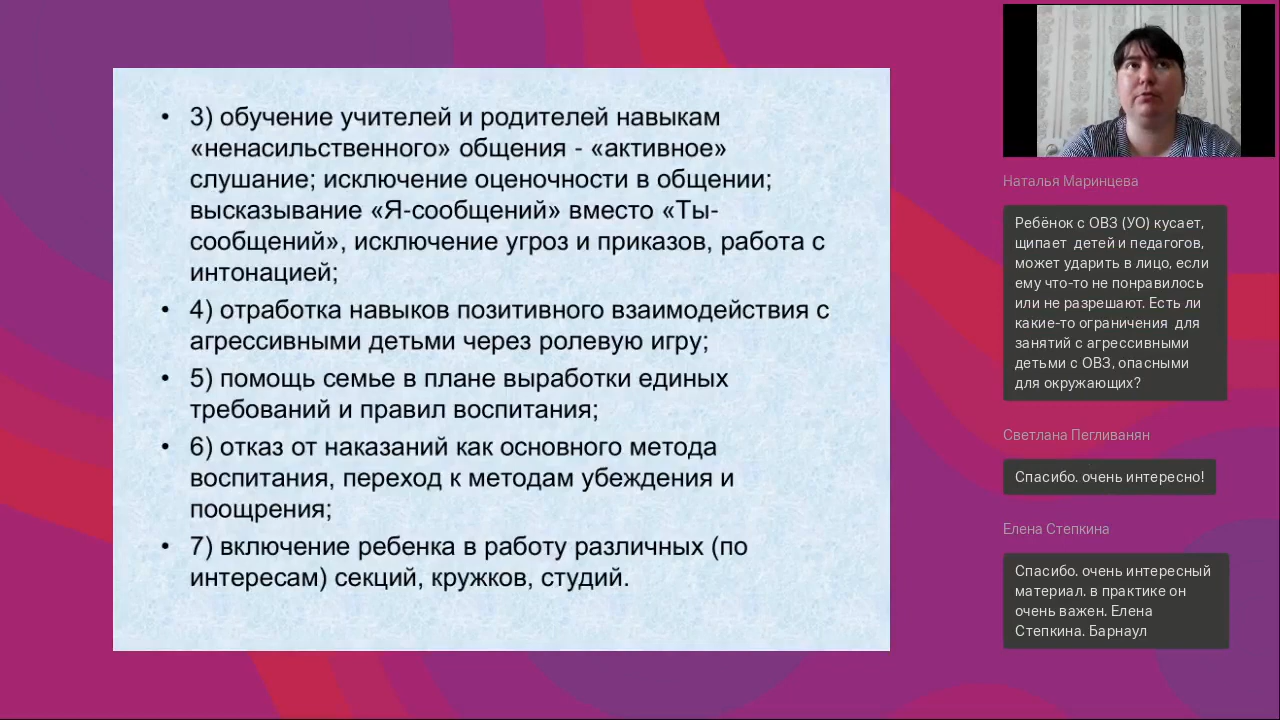 • 3) обучение учителей и родителей навыкам
«ненасильственного» общения - «активное»
слушание; исключение оценочности в общении;
высказывание «Я-сообщений» вместо «Ты-
сообщений», исключение угроз и приказов, работа с
интонацией;
• 4) отработка навыков позитивного взаимодействия с
агрессивными детьми через ролевую игру;
• 5) помощь семье в плане выработки единых
требований и правил воспитания;
• 6) отказ от наказаний как основного метода
воспитания, переход к методам убеждения и
поощрения;
• 7) включение ребенка в работу различных (по
интересам) секций, кружков, студий.
Наталья Маринцева
Ребёнок с ОВЗ (УО) кусает,
щипает детей и педагогов,
может ударить в лицо, если
ему что-то не понравилось
или не разрешают. Есть ли
какие-то ограничения для
занятий с агрессивными
детьми с ОВЗ, опасными
для окружающих?
Светлана Пегливанян
Спасибо. очень интересно!
Елена Степкина
Спасибо. очень интересный
материал. в практике он
очень важен. Елена
Степкина. Барнаул